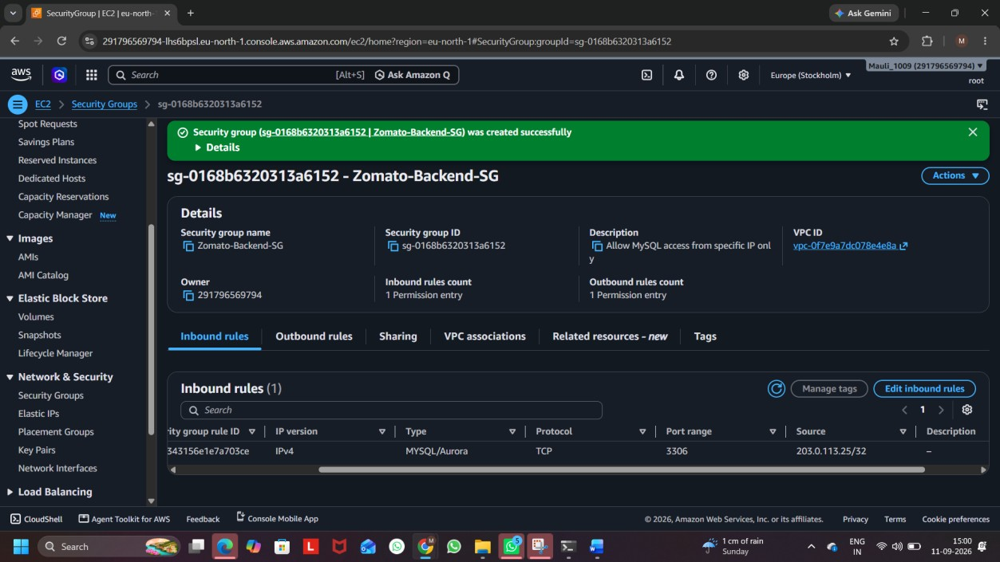 SecurityGroup | EC2 | eu-north-
Ask Gemini
291796569794-lhs6bpsl.eu-north-1.console.aws.amazon.com/ec2/home?region=eu-north-1#SecurityGroup:groupId=sg-0168b6320313a6152
M
aws
Search
[Alt+S]
Ask Amazon Q
Europe (Stockholm)
Mauli_1009 (291796569794)
root
EC2
Security Groups
sg-0168b6320313a6152
Spot Requests
Savings Plans
Reserved Instances
Dedicated Hosts
Capacity Reservations
Capacity Manager New
Images
AMIs
AMI Catalog
Elastic Block Store
Volumes
Snapshots
Lifecycle Manager
Network & Security
Security Groups
Elastic IPs
Placement Groups
Key Pairs
Network Interfaces
Load Balancing
Security group (sg-0168b6320313a6152 | Zomato-Backend-SG) was created successfully
Details
sg-0168b6320313a6152 - Zomato-Backend-SG
Actions
Details
Security group name
Zomato-Backend-SG
Security group ID
sg-0168b6320313a6152
Description
Allow MySQL access from specific IP onl
y
VPC ID
vpc-0f7e9a7dc078e4e8a
Owner
291796569794
Inbound rules count
1 Permission entry
Outbound rules count
1 Permission entry
Inbound rules
Outbound rules
Sharing
VPC associations
Related resources - new
Tags
Inbound rules (1)
Manage tags
Edit inbound rules
Search
1
rity group rule ID
IP version
Type
Protocol
Port range
Source
Description
343156e1e7a703ce
IPv4
MYSQL/Aurora
TCP
3306
203.0.113.25/32
–
CloudShell
Agent Toolkit for AWS
Feedback
Console Mobile App
© 2026, Amazon Web Services, Inc. or its affiliates.
Privacy
Terms
Cookie preferences
Search
L
M
5
1 cm of rain
Sunday
ENG
IN
15:00
11-09-2026